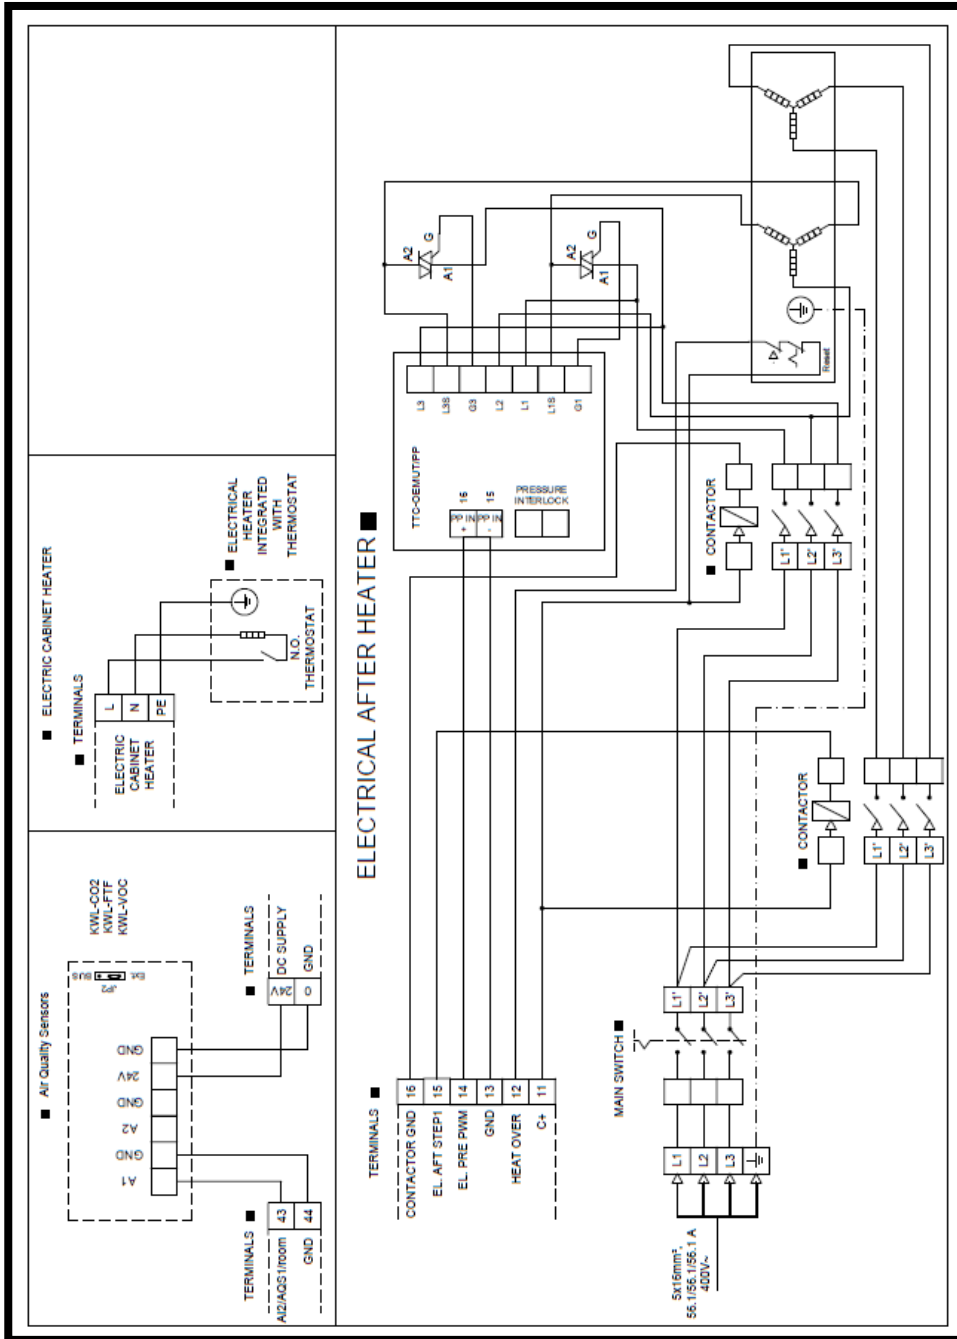 Air Quality Sensors
KWL-CO2
KWL-FTF
KWL-VOC
BUS
Ext.
JP2
A1
GND
A2
GND
24V
GND
TERMINALS
24V
DC SUPPLY
0
GND
TERMINALS
AI2/AQS1/room
43
GND
44
ELECTRIC CABINET HEATER
TERMINALS
ELECTRIC
CABINET
HEATER
L
N
PE
ELECTRICAL
HEATER
INTEGRATED
WITH
THERMOSTAT
N.O.
THERMOSTAT
ELECTRICAL AFTER HEATER
TERMINALS
CONTACTOR GND
16
EL. AFT STEP1
15
EL. PRE PWM
14
GND
13
HEAT OVER
12
C+
11
TTC-OEMUT/PP
PP IN
+
16
PP IN
-
15
PRESSURE
INTERLOCK
L3
L3S
G3
L2
L1
L1S
G1
A2
G
A1
A2
G
A1
Reset
CONTACTOR
L1'
L2'
L3'
CONTACTOR
L1'
L2'
L3'
MAIN SWITCH
L1'
L2'
L3'
L1
L2
L3
5x16mm²,
56.1/56.1/56.1 A
400V~